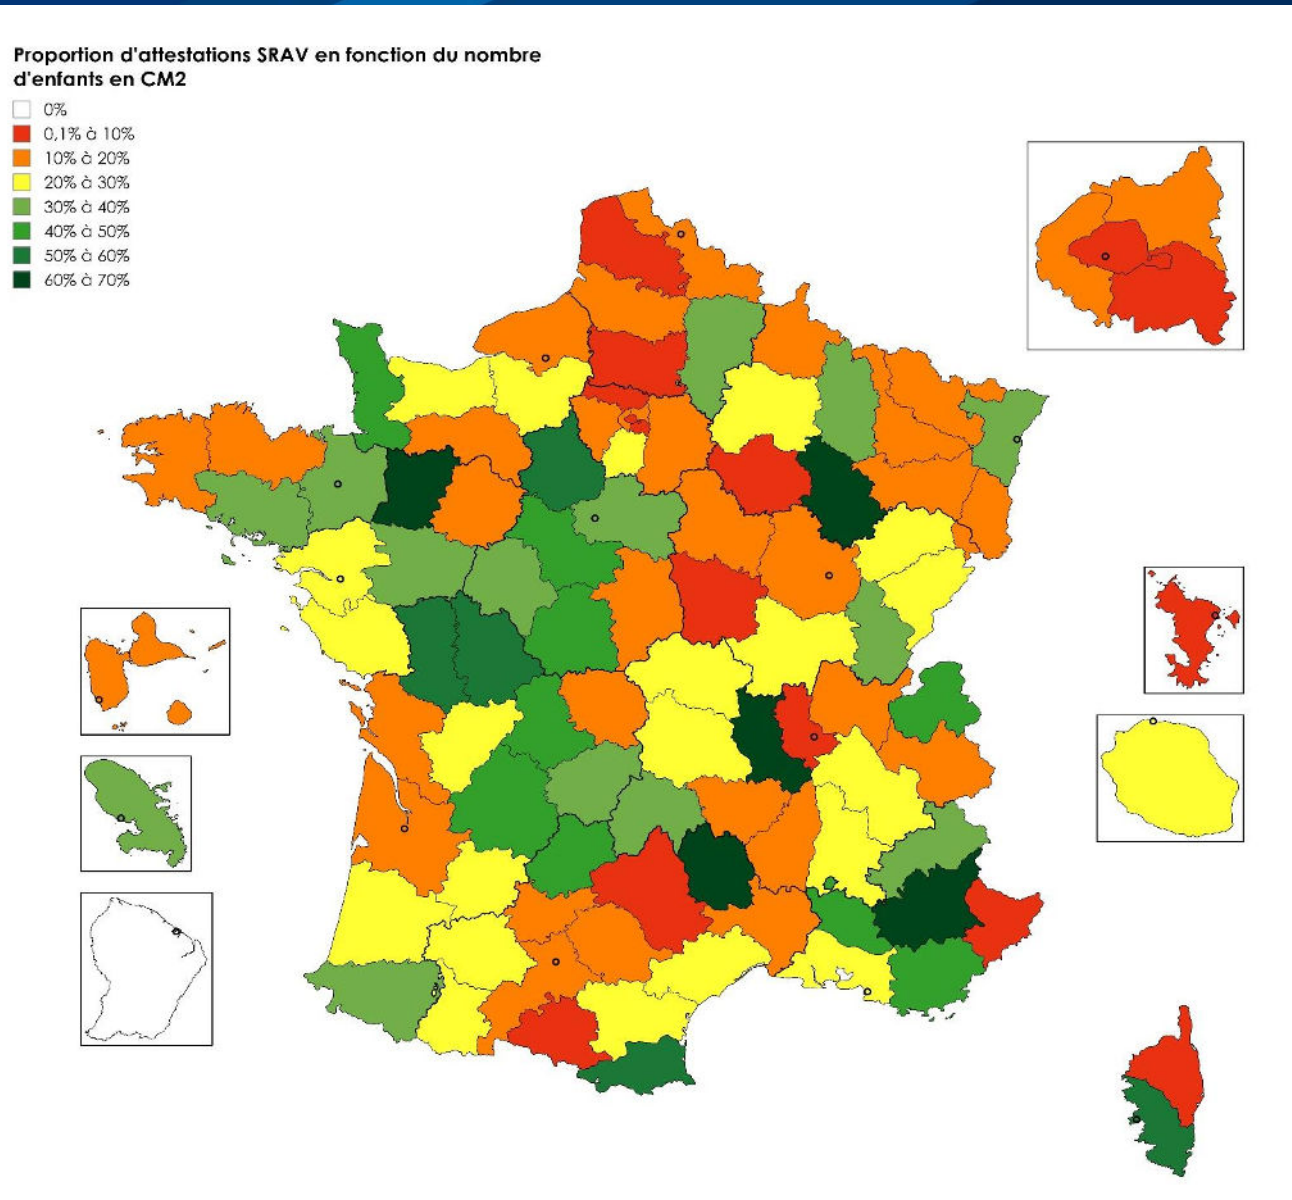 Proportion d'attestations SRAV en fonction du nombre
d'enfants en CM2
0%
0,1% à 10%
10% à 20%
20% à 30%
30% à 40%
40% à 50%
50% à 60%
60% à 70%